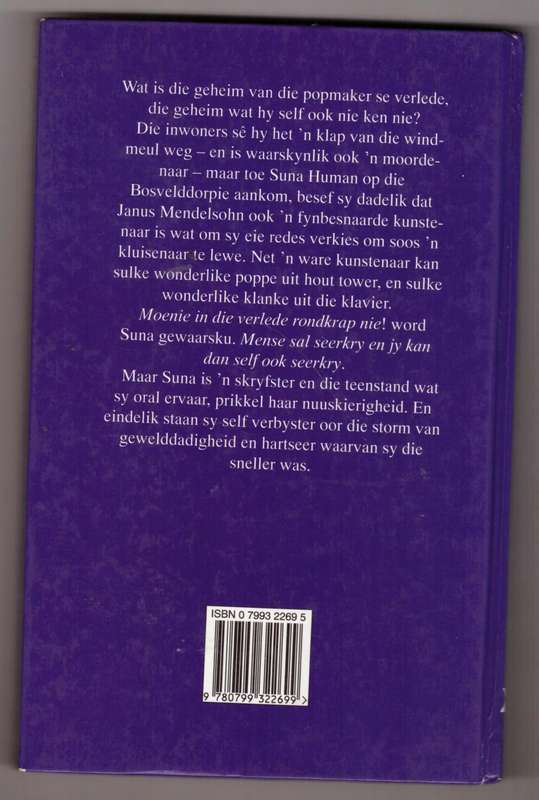 Wat is die geheim van die popmaker se verlede,
die geheim wat hy self ook nie ken nie?
Die inwoners sê hy het 'n klap van die wind-
meul weg – en is waarskynlik ook 'n moorde-
naar – maar toe Suna Human op die
Bosvelddorpie aankom, besef sy dadelik dat
Janus Mendelsohn ook 'n fynbesnaarde kunste-
naar is wat om sy eie redes verkies om soos 'n
kluisenaar te lewe. Net 'n ware kunstenaar kan
sulke wonderlike poppe uit hout tower, en sulke
wonderlike klanke uit die klavier.
Moenie in die verlede rondkrap nie! word
Suna gewaarsku. Mense sal seerkry en jy kan
dan self ook seerkry.
Maar Suna is 'n skryfster en die teenstand wat
sy oral ervaar, prikkel haar nuuskierigheid. En
eindelik staan sy self verbyster oor die storm van
gewelddadigheid en hartseer waarvan sy die
sneller was.
ISBN 0 7993 2269 5
9 780799 322699 >